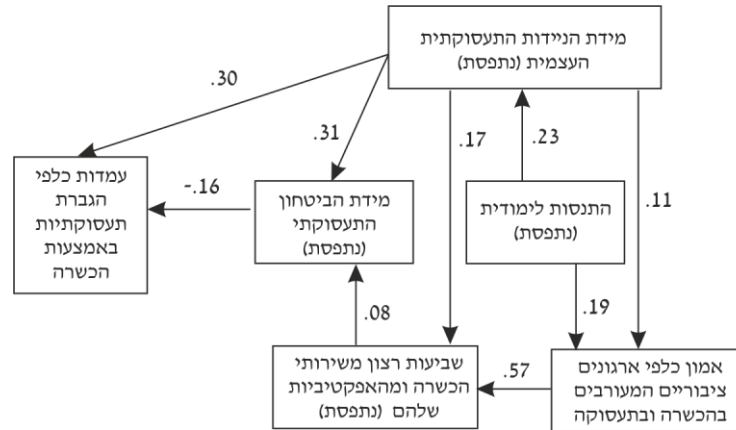 מידת הניידות התעסוקתית
העצמית (נתפסת)
.30
.31
.17
.23
.11
עמדות כלפי
הגברת
תעסוקתיות
באמצעות
הכשרה
-.16
מידת הביטחון
התעסוקתי
(נתפסת)
התנסות לימודית
(נתפסת)
.08
.19
שביעות רצון משירותי
הכשרה ומהאפקטיביות
שלהם (נתפסת)
.57
אמון כלפי ארגונים
ציבוריים המעורבים
בהכשרה ובתעסוקה